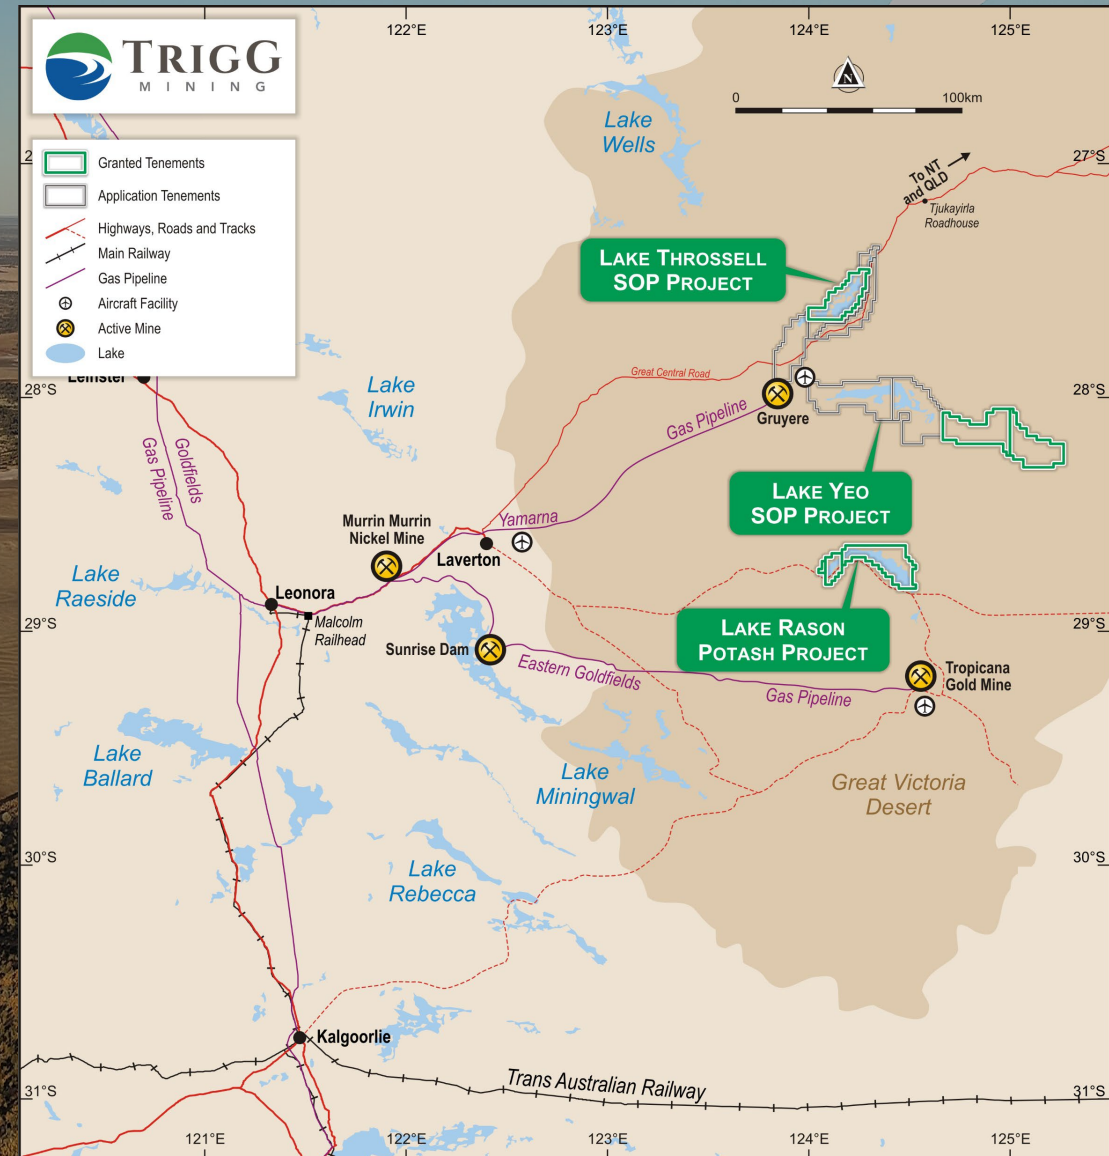 TRIGG
MINING
Granted Tenements
Application Tenements
Highways, Roads and Tracks
Main Railway
Gas Pipeline
Aircraft Facility
Active Mine
Lake
122°E
123°E
124°E
125°E
N
0
100km
27°S
To NT
and QLD
Tjukayirla
Roadhouse
Lake
Wells
LAKE THROSSELL
SOP PROJECT
Leinster
28°S
28°S
Great Central Road
Lake
Irwin
Gas Pipeline
Gruyere
Goldfields
Gas Pipeline
LAKE YEO
SOP PROJECT
Murrin Murrin
Nickel Mine
Yamarna
Laverton
Lake
Raeside
Leonora
Malcolm
Railhead
29°S
29°S
Sunrise Dam
LAKE RASON
POTASH PROJECT
Eastern Goldfields
Gas Pipeline
Tropicana
Gold Mine
Lake
Ballard
Lake
Miningwal
Great Victoria
Desert
30°S
30°S
Lake
Rebecca
Kalgoorlie
Trans Australian Railway
31°S
31°S
121°E
122°E
123°E
124°E
125°E